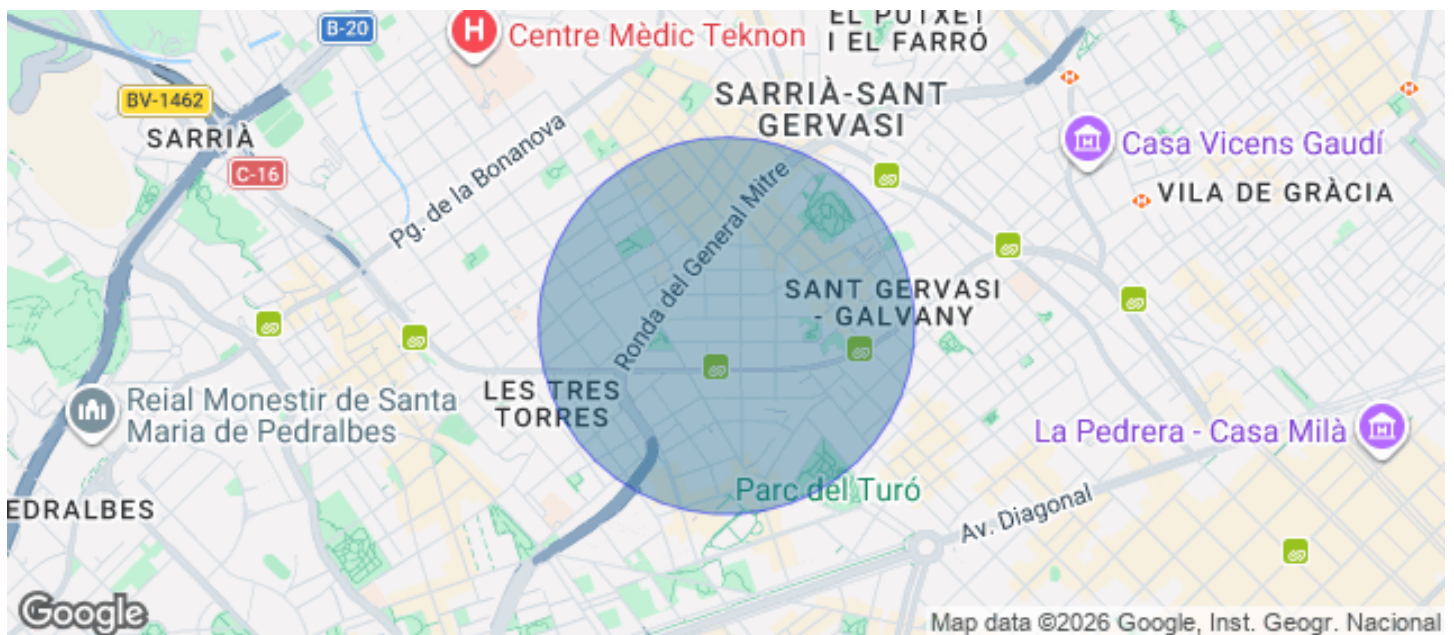 EL PUTXET
I EL FARRÓ
B-20
Centre Mèdic Teknon
BV-1462
SARRIÀ
C-16
Pg. de la Bonanova
SARRIÀ-SANT
GERVASI
Casa Vicens Gaudí
VILA DE GRÀCIA
Ronda del General Mitre
SANT GERVASI
- GALVANY
LES TRES
TORRES
Reial Monestir de Santa
Maria de Pedralbes
La Pedrera - Casa Milà
Parc del Turó
EDRALBES
Av. Diagonal
Google
Map data ©2026 Google, Inst. Geogr. Nacional